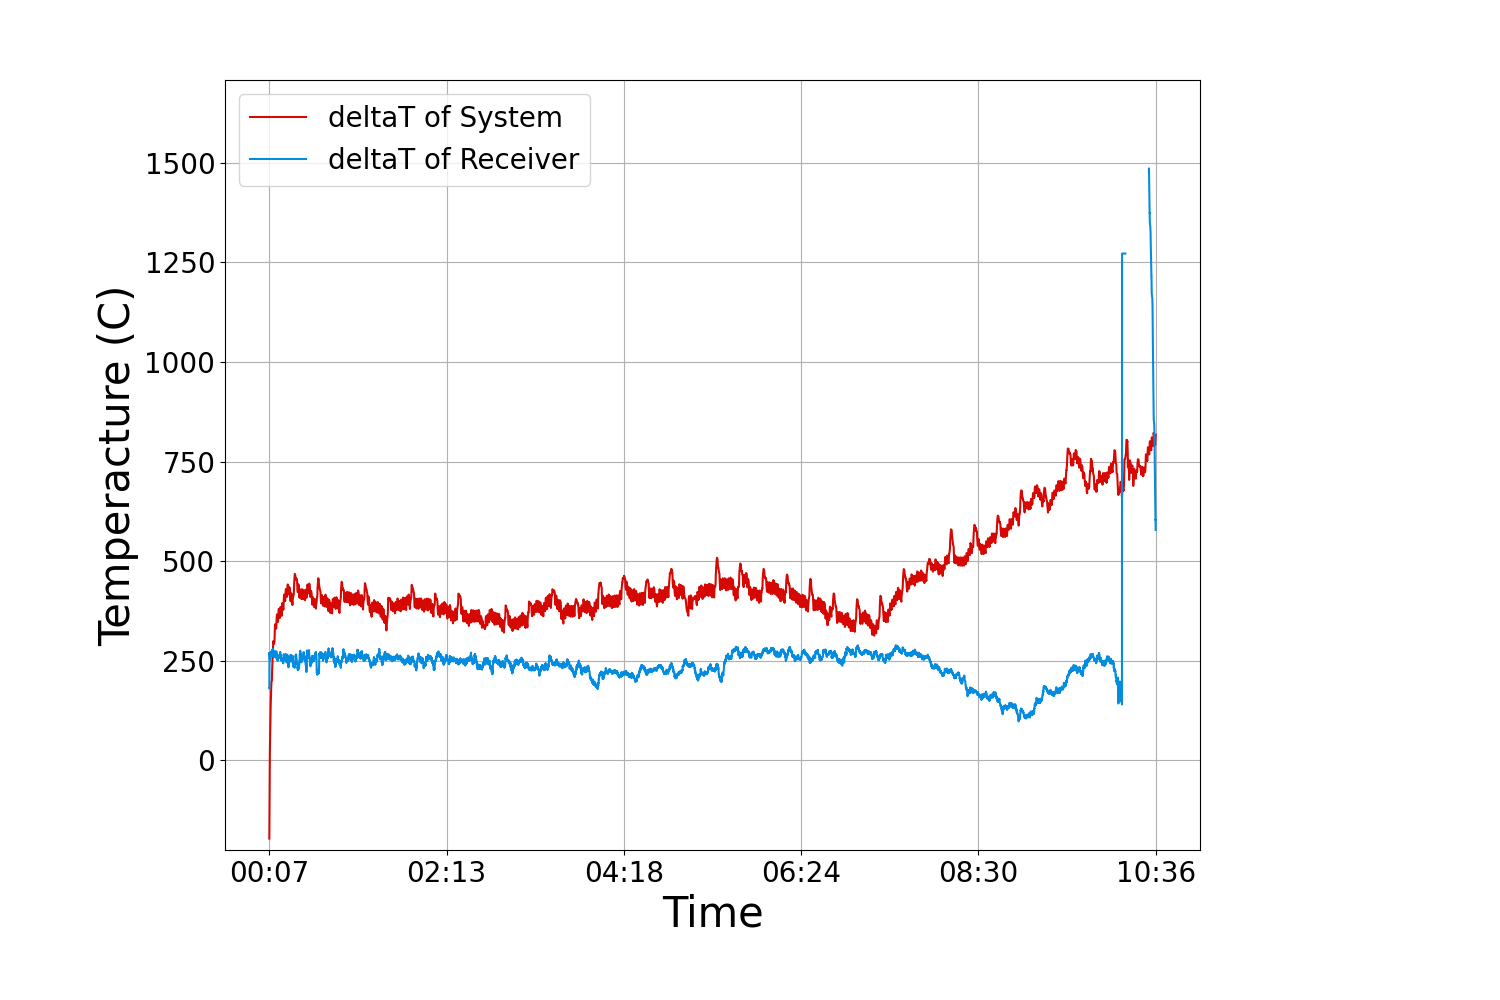 deltaT of System
deltaT of Receiver
1500
1250
1000
750
500
250
0
Temperacture (C)
00:07 02:13 04:18 06:24 08:30 10:36
Time